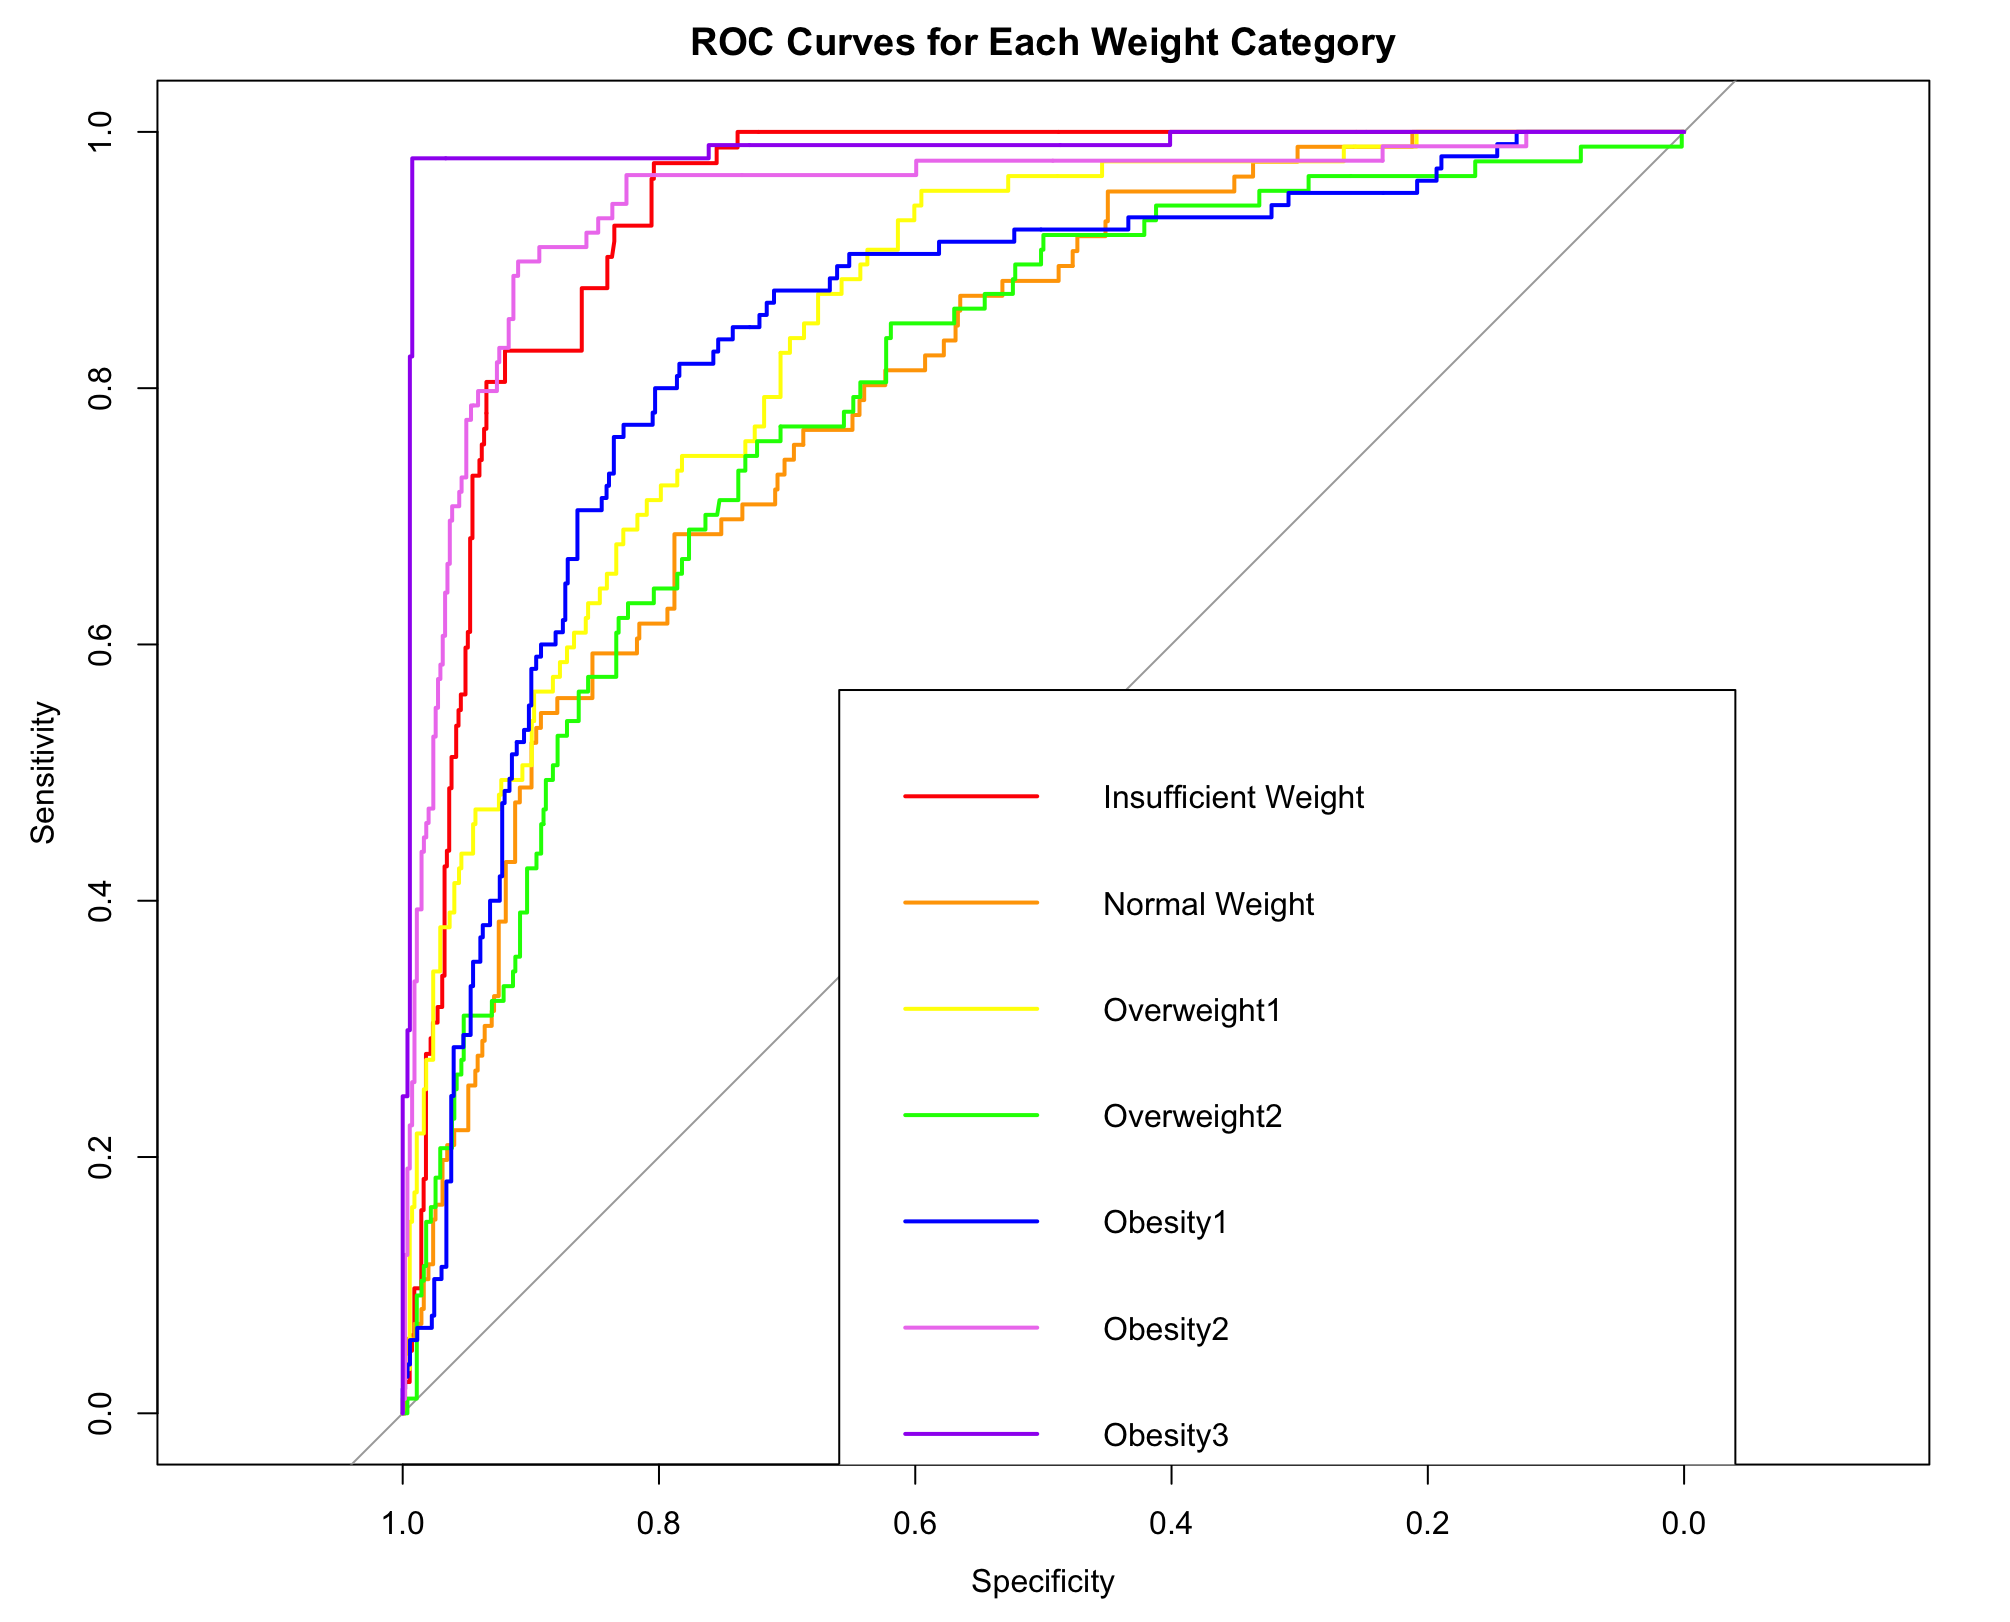 ROC Curves for Each Weight Category
Sensitivity
1.0
0.8
0.6
0.4
0.2
0.0
Insufficient Weight
Normal Weight
Overweight1
Overweight2
Obesity1
Obesity2
Obesity3
1.0 0.8 0.6 0.4 0.2 0.0
Specificity